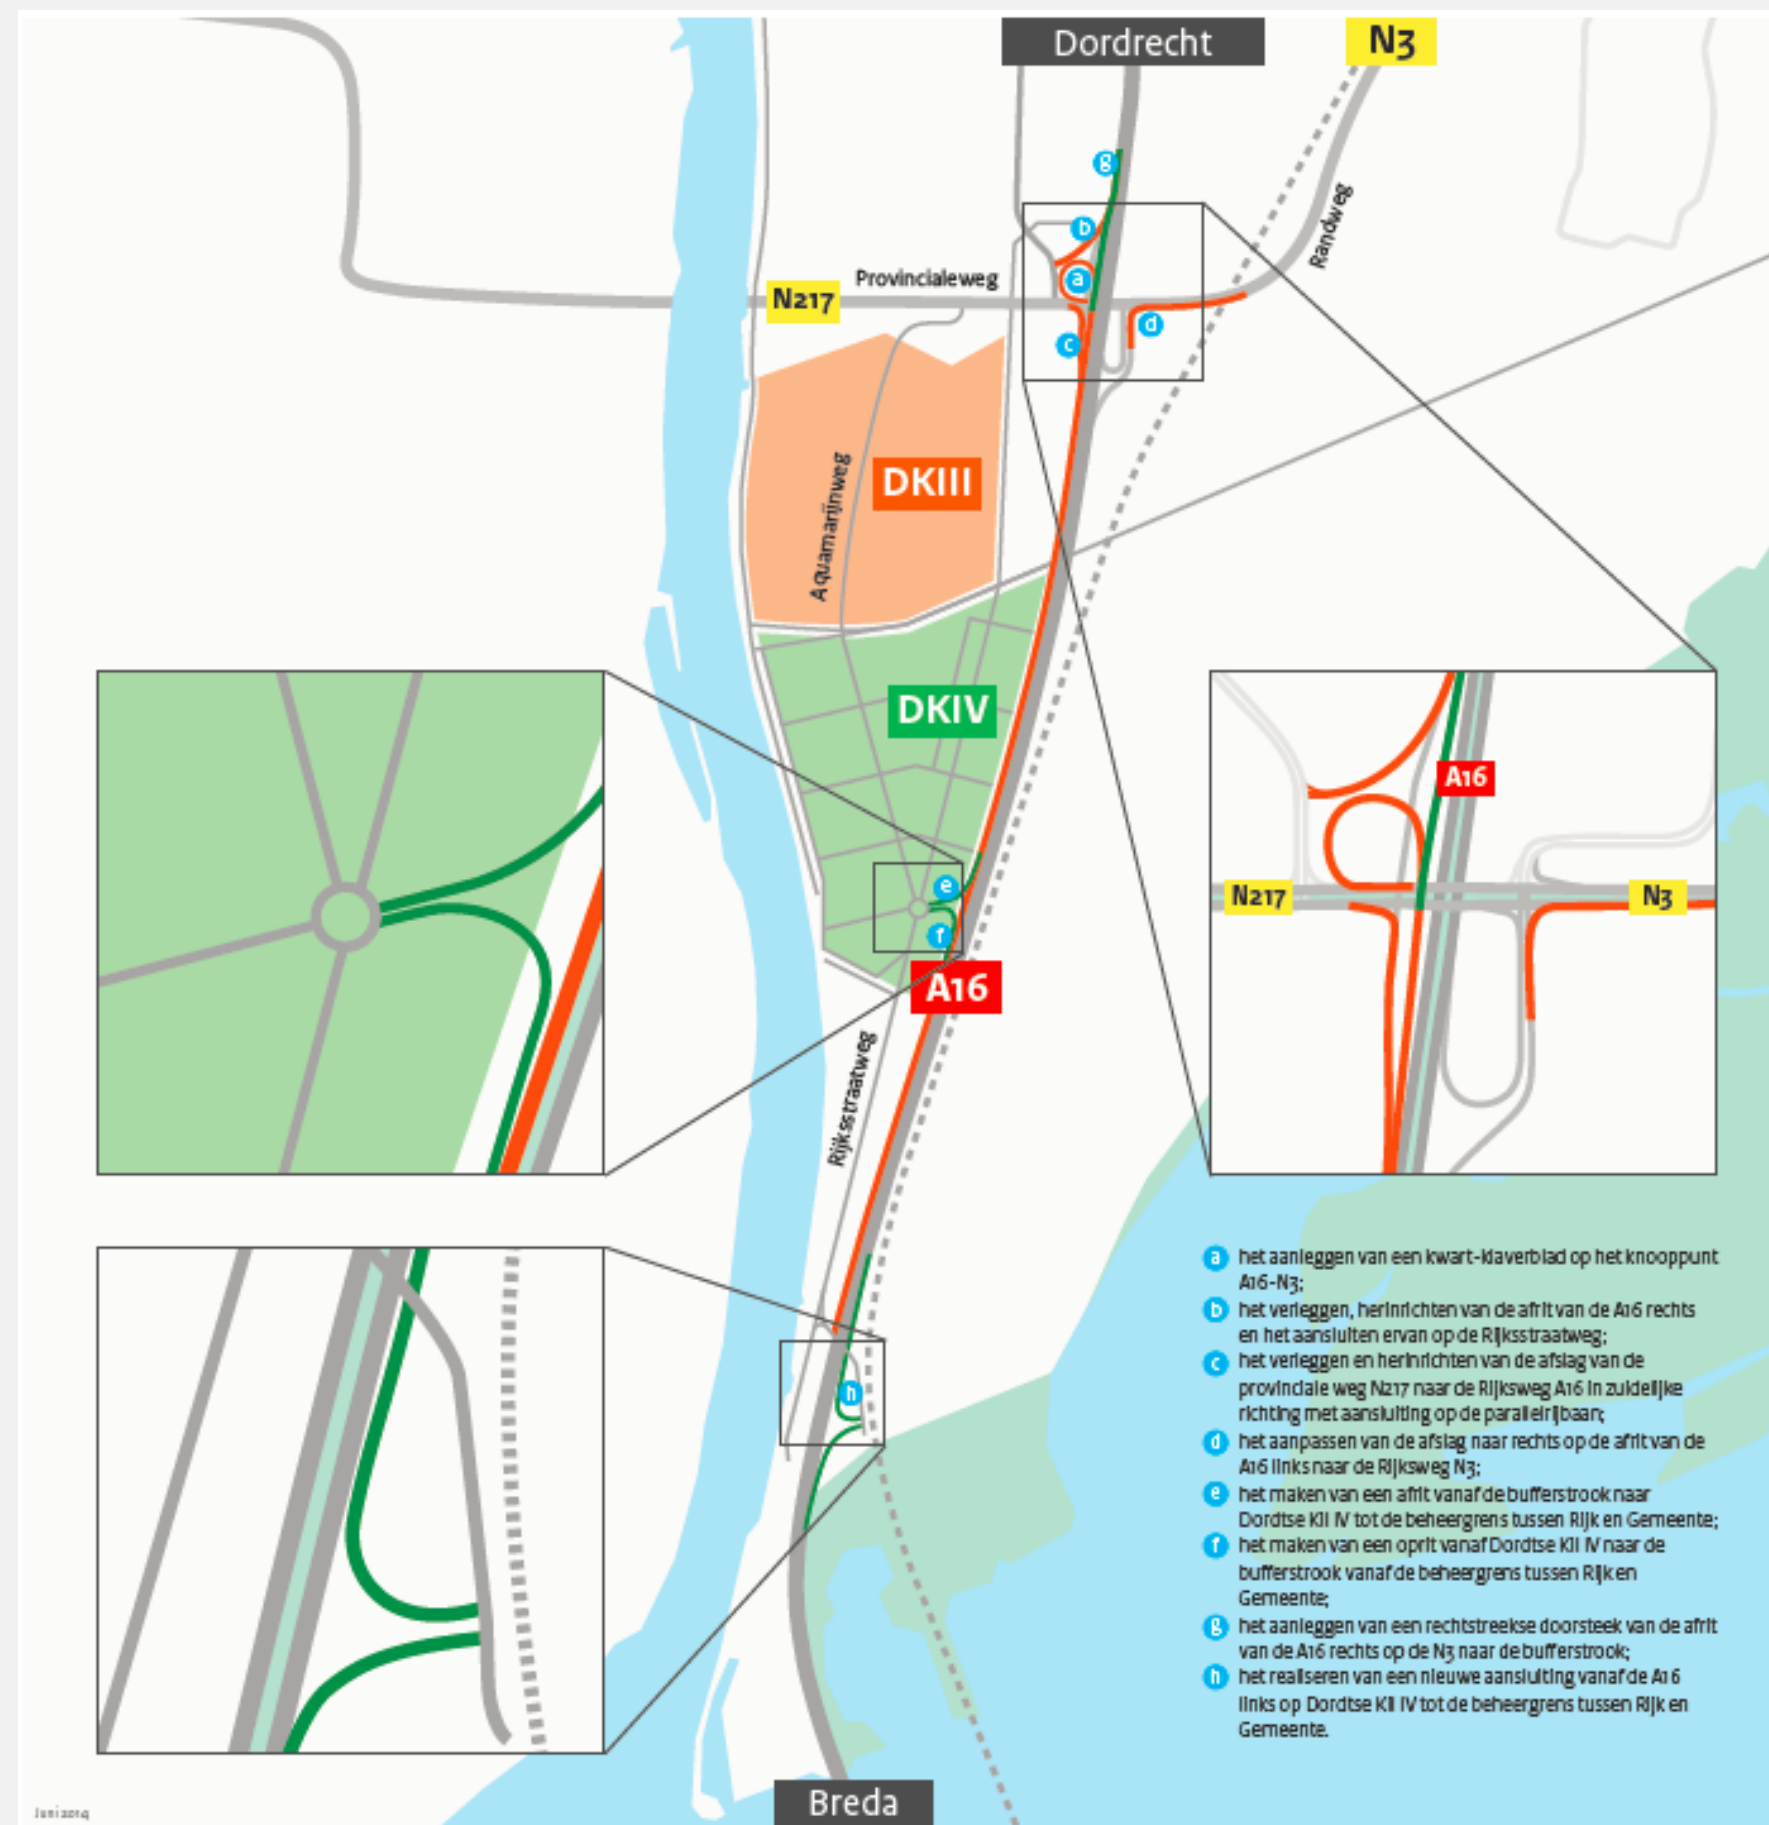 Dordrecht
N3
g
Randweg
b
Provincialeweg
a
N217
d
c
DKIII
Aquamarijnweg
DKIV
A16
N217
N3
e
f
A16
Rijksstraatweg
h
a het aanleggen van een kwart-klaverblad op het knooppunt
A16-N3;
b het verleggen, herinrichten van de afrit van de A16 rechts
en het aansluiten ervan op de Rijksstraatweg;
c het verleggen en herinrichten van de afslag van de
provinciale weg N217 naar de Rijksweg A16 in zuidelijke
richting met aansluiting op de parallelrijbaan;
d het aanpassen van de afslag naar rechts op de afrit van de
A16 links naar de Rijksweg N3;
e het maken van een afrit vanaf de bufferstrook naar
Dordtse Kil IV tot de beheergrens tussen Rijk en Gemeente;
f het maken van een oprit vanaf Dordtse Kil IV naar de
bufferstrook vanaf de beheergrens tussen Rijk en
Gemeente;
g het aanleggen van een rechtstreekse doorsteek van de afrit
van de A16 rechts op de N3 naar de bufferstrook;
h het realiseren van een nieuwe aansluiting vanaf de A16
links op Dordtse Kil IV tot de beheergrens tussen Rijk en
Gemeente.
Breda
Juni 2014